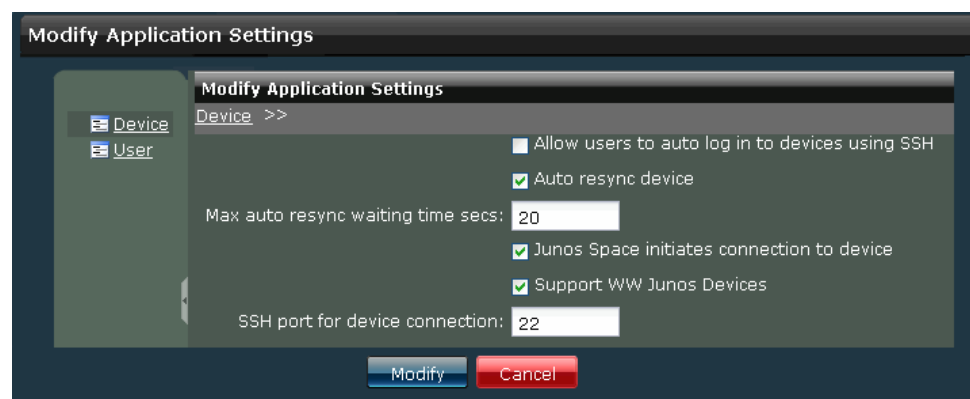 Modify Application Settings
Device
User
Modify Application Settings
Device >>
Allow users to auto log in to devices using SSH
Auto resync device
Max auto resync waiting time secs: 20
Junos Space initiates connection to device
Support WW Junos Devices
SSH port for device connection: 22
Modify Cancel